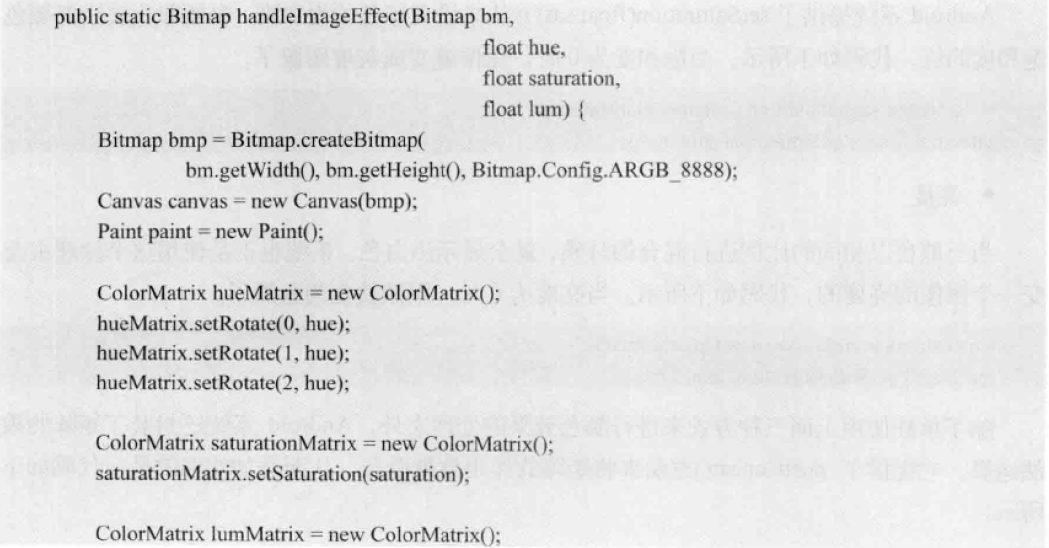 public static Bitmap handleImageEffect(Bitmap bm,
float hue,
float saturation,
float lum) {
Bitmap bmp = Bitmap.createBitmap(
bm.getWidth(), bm.getHeight(), Bitmap.Config.ARGB_8888);
Canvas canvas = new Canvas(bmp);
Paint paint = new Paint();
ColorMatrix hueMatrix = new ColorMatrix();
hueMatrix.setRotate(0, hue);
hueMatrix.setRotate(1, hue);
hueMatrix.setRotate(2, hue);
ColorMatrix saturationMatrix = new ColorMatrix();
saturationMatrix.setSaturation(saturation);
ColorMatrix lumMatrix = new ColorMatrix();